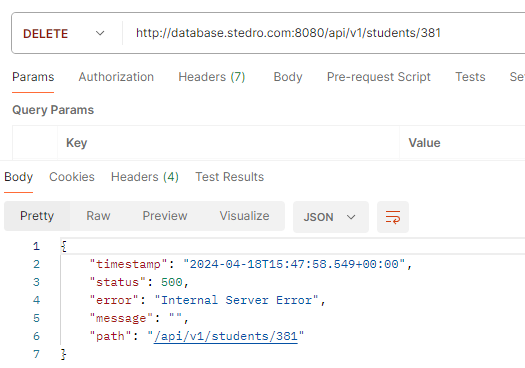 DELETE http://database.stedro.com:8080/api/v1/students/381
Params Authorization Headers (7) Body Pre-request Script Tests Se
Query Params
Key Value
Body Cookies Headers (4) Test Results
Pretty Raw Preview Visualize JSON
1 {
2 "timestamp": "2024-04-18T15:47:58.549+00:00",
3 "status": 500,
4 "error": "Internal Server Error",
5 "message": "",
6 "path": "/api/v1/students/381"
7 }